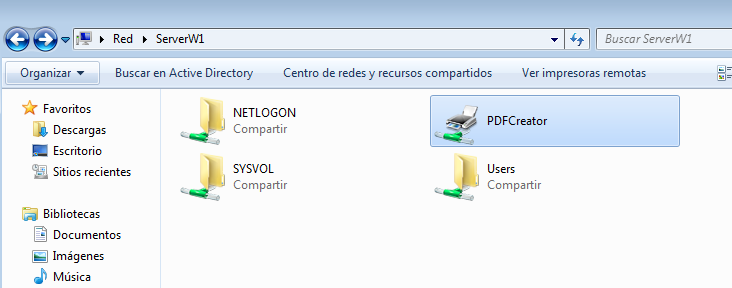 Red
ServerW1
Buscar ServerW1
Organizar
Buscar en Active Directory
Centro de redes y recursos compartidos
Ver impresoras remotas
Favoritos
Descargas
Escritorio
Sitios recientes
Bibliotecas
Documentos
Imágenes
Música
NETLOGON
Compartir
PDFCreator
SYSVOL
Compartir
Users
Compartir